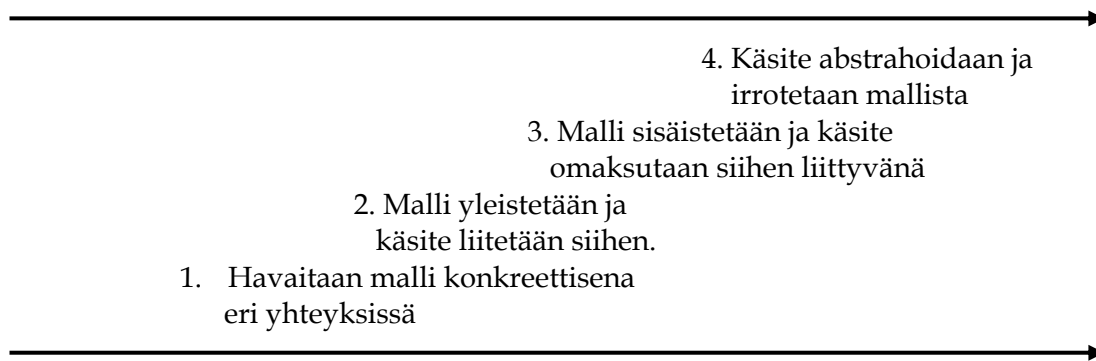 4. Käsite abstrahoidaan ja
irrotetaan mallista
3. Malli sisäistetään ja käsite
omaksutaan siihen liittyvänä
2. Malli yleistetään ja
käsite liitetään siihen.
1. Havaitaan malli konkreettisena
eri yhteyksissä